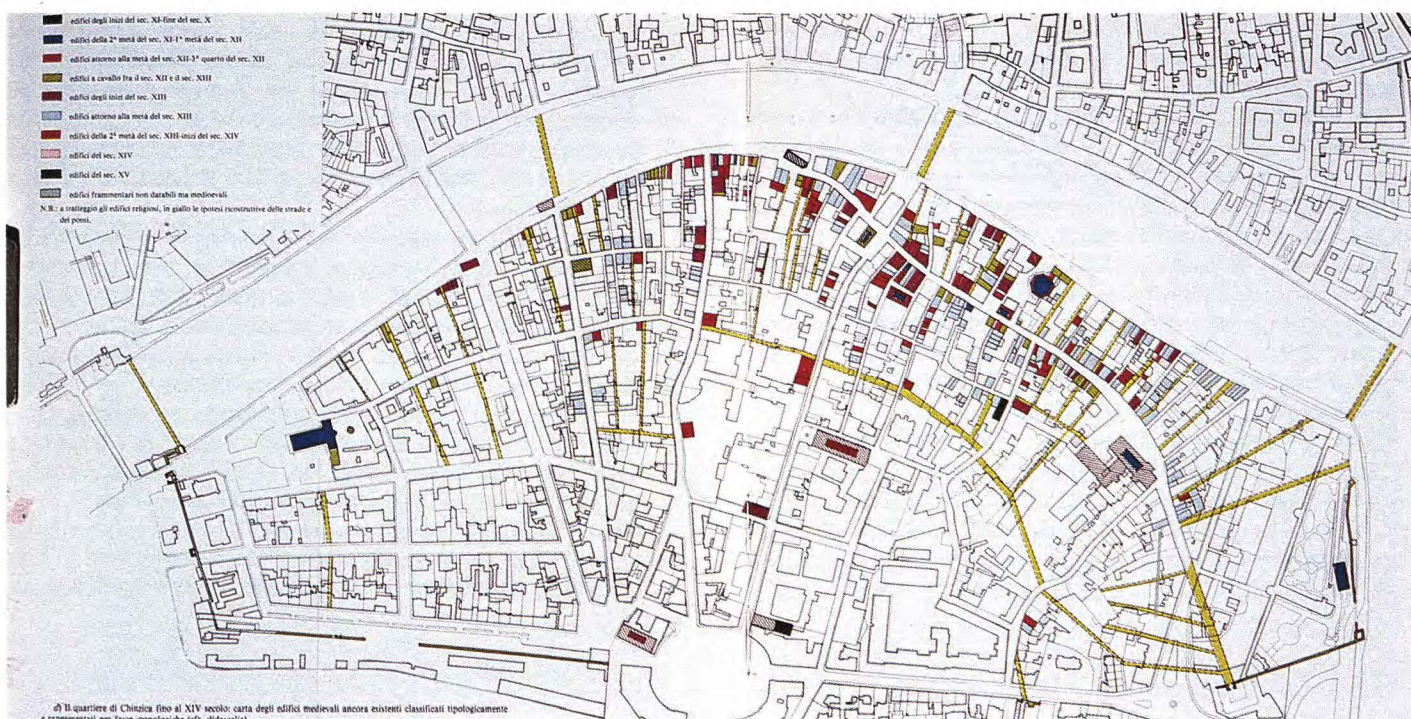 edifici degli inizi del sec. XI-fine del sec. X
edifici della 2ª metà del sec. XI-1ª metà del sec. XII
edifici attorno alla metà del sec. XII-3º quarto del sec. XII
edifici a cavallo fra il sec. XII e il sec. XIII
edifici degli inizi del sec. XIII
edifici attorno alla metà del sec. XIII
edifici della 2ª metà del sec. XIII-inizi del sec. XIV
edifici del sec. XIV
edifici del sec. XV
edifici frammentari non databili ma medioevali
N.B.: a tratteggio gli edifici religiosi, in giallo le ipotesi ricostruttive delle strade e
dei ponti.
d) Il quartiere di Chinzica fino al XIV secolo: carta degli edifici medievali ancora esistenti classificati tipologicamente